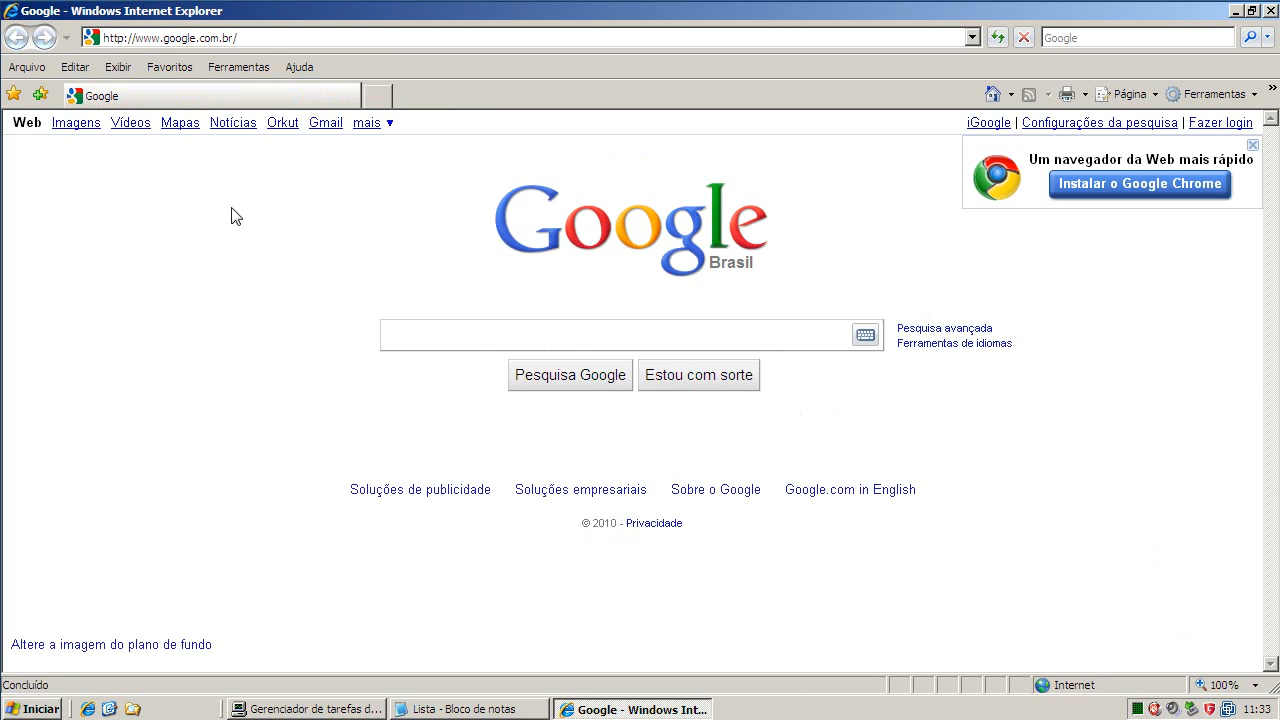 Google - Windows Internet Explorer
http://www.google.com.br/
Google
Arquivo Editar Exibir Favoritos Ferramentas Ajuda
Google
Página Ferramentas
Web Imagens Vídeos Mapas Notícias Orkut Gmail mais ▼
iGoogle | Configurações da pesquisa | Fazer login
Um navegador da Web mais rápido
Instalar o Google Chrome
Google
Brasil
Pesquisa avançada
Ferramentas de idiomas
Pesquisa Google Estou com sorte
Soluções de publicidade Soluções empresariais Sobre o Google Google.com in English
© 2010 - Privacidade
Altere a imagem do plano de fundo
Concluído Internet 100%
Iniciar Gerenciador de tarefas d... Lista - Bloco de notas Google - Windows Int... 11:33